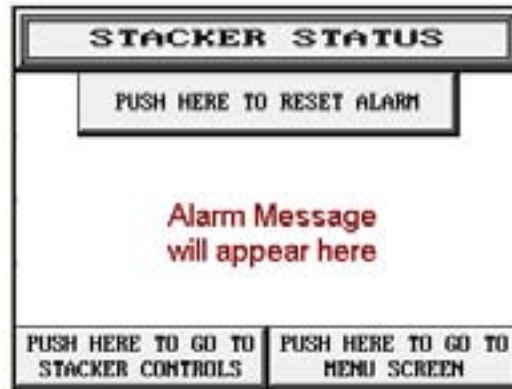 STACKER STATUS
PUSH HERE TO RESET ALARM
Alarm Message
will appear here
PUSH HERE TO GO TO
STACKER CONTROLS
PUSH HERE TO GO TO
MENU SCREEN